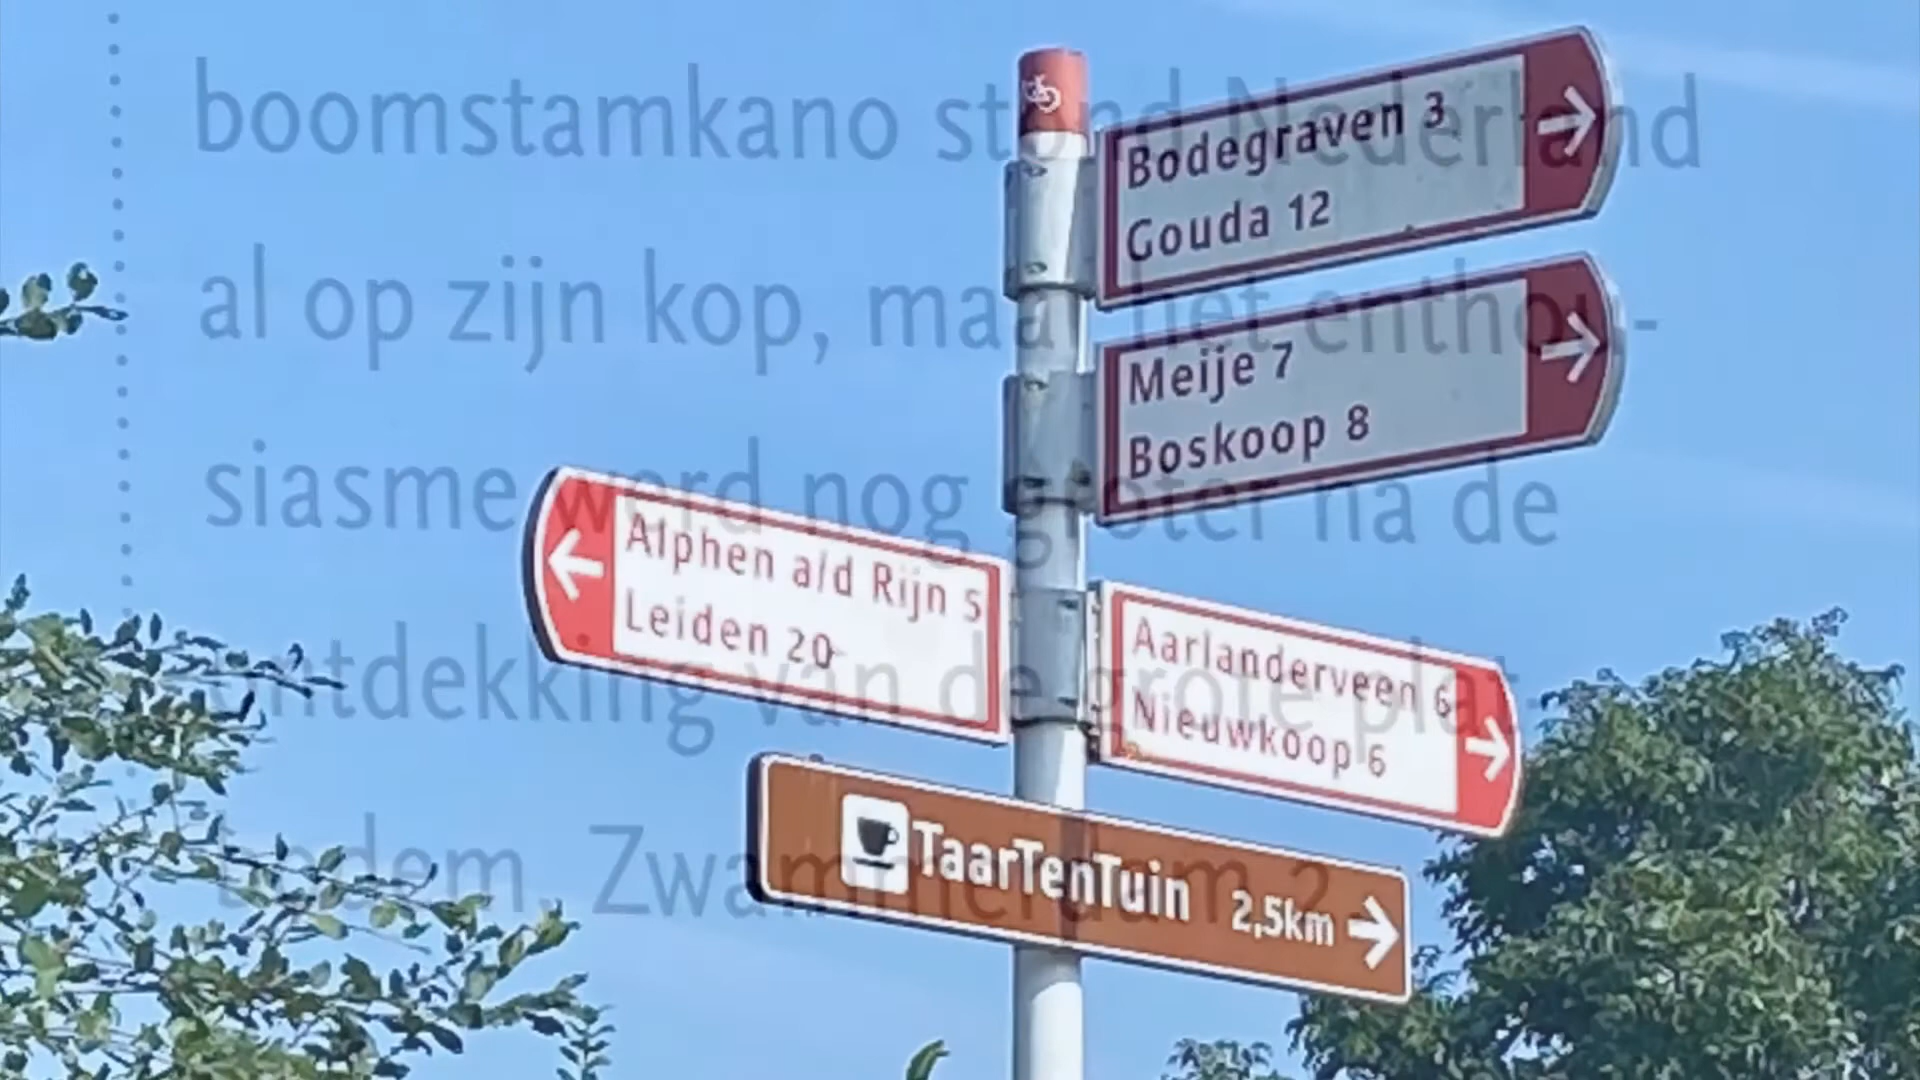 boomstamkano stond Nederland
al op zijn kop, maar het enthou-
siasme werd nog groter na de
ontdekking van de grote plat-
bodem. Zwammerdam 2.
Bodegraven 3
Gouda 12
Meije 7
Boskoop 8
Alphen a/d Rijn 5
Leiden 20
Aarlanderveen 6
Nieuwkoop 6
TaarTenTuin 2,5km